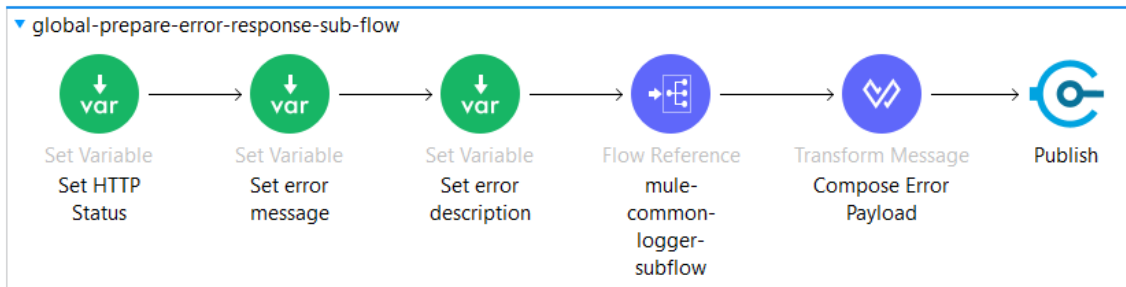 global-prepare-error-response-sub-flow
var
var
var
Set Variable
Set HTTP
Status
Set Variable
Set error
message
Set Variable
Set error
description
Flow Reference
mule-
common-
logger-
subflow
Transform Message
Compose Error
Payload
Publish